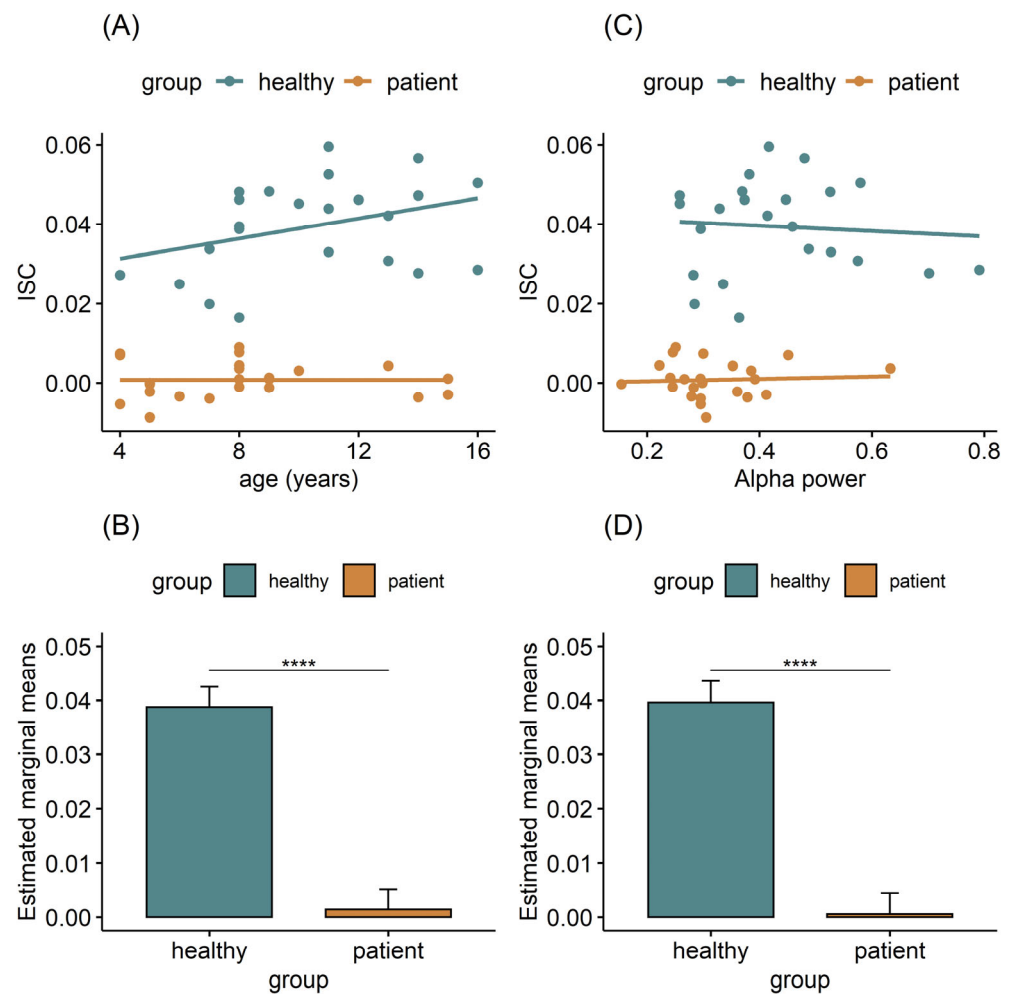 (A)
group healthy patient
0.06
0.04
0.02
0.00
ISC
4 8 12 16
age (years)
(C)
group healthy patient
0.06
0.04
0.02
0.00
ISC
0.2 0.4 0.6 0.8
Alpha power
(B)
group healthy patient
0.05
0.04
0.03
0.02
0.01
0.00
Estimated marginal means
****
healthy patient
group
(D)
group healthy patient
0.05
0.04
0.03
0.02
0.01
0.00
Estimated marginal means
****
healthy patient
group